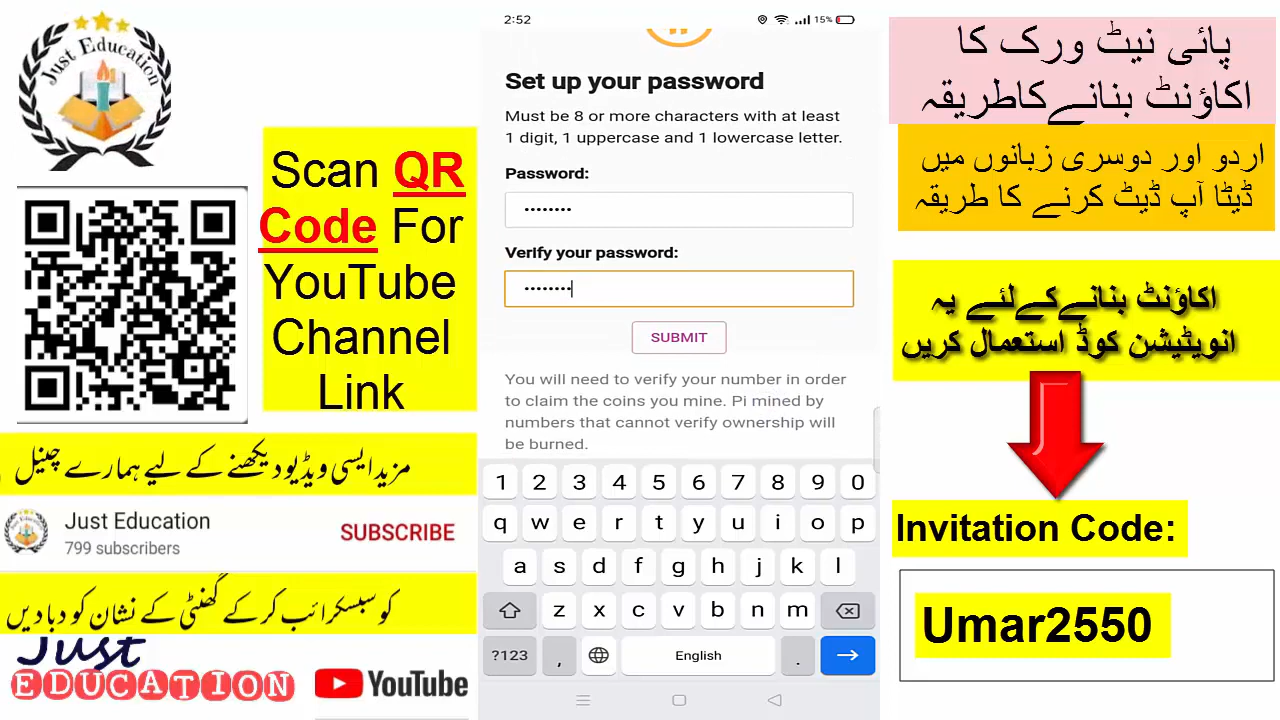 Just Education
Scan QR
Code For
YouTube
Channel
Link
مزید ایسی ویڈیو دیکھنے کے لیے ہمارے چینل
Just Education
799 subscribers
SUBSCRIBE
کو سبسکرائب کر کے گھنٹی کے نشان کو دبا دیں
Just
EDUCATION
YouTube
2:52
15%
Set up your password
Must be 8 or more characters with at least
1 digit, 1 uppercase and 1 lowercase letter.
Password:
••••••••
Verify your password:
••••••••
SUBMIT
You will need to verify your number in order
to claim the coins you mine. Pi mined by
numbers that cannot verify ownership will
be burned.
1 2 3 4 5 6 7 8 9 0
q w e r t y u i o p
a s d f g h j k l
z x c v b n m
?123 , English .
پائی نیٹ ورک کا
اکاؤنٹ بنانےکاطریقہ
اردو اور دوسری زبانوں میں
ڈیٹا آپ ڈیٹ کرنے کا طریقہ
اکاؤنٹ بنانےکےلئے یہ
انویٹیشن کوڈ استعمال کریں
Invitation Code:
Umar2550